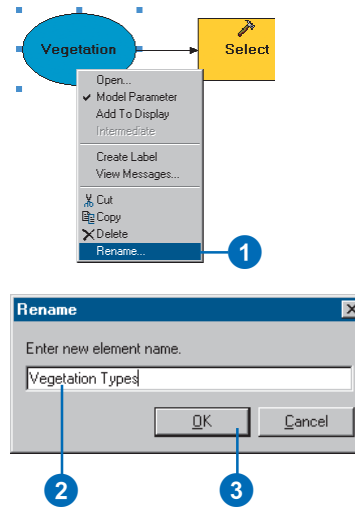 Vegetation
Select
Open...
Model Parameter
Add To Display
Intermediate
Create Label
View Messages...
Cut
Copy
Delete
Rename...
1
Rename
Enter new element name.
Vegetation Types
OK
Cancel
2
3